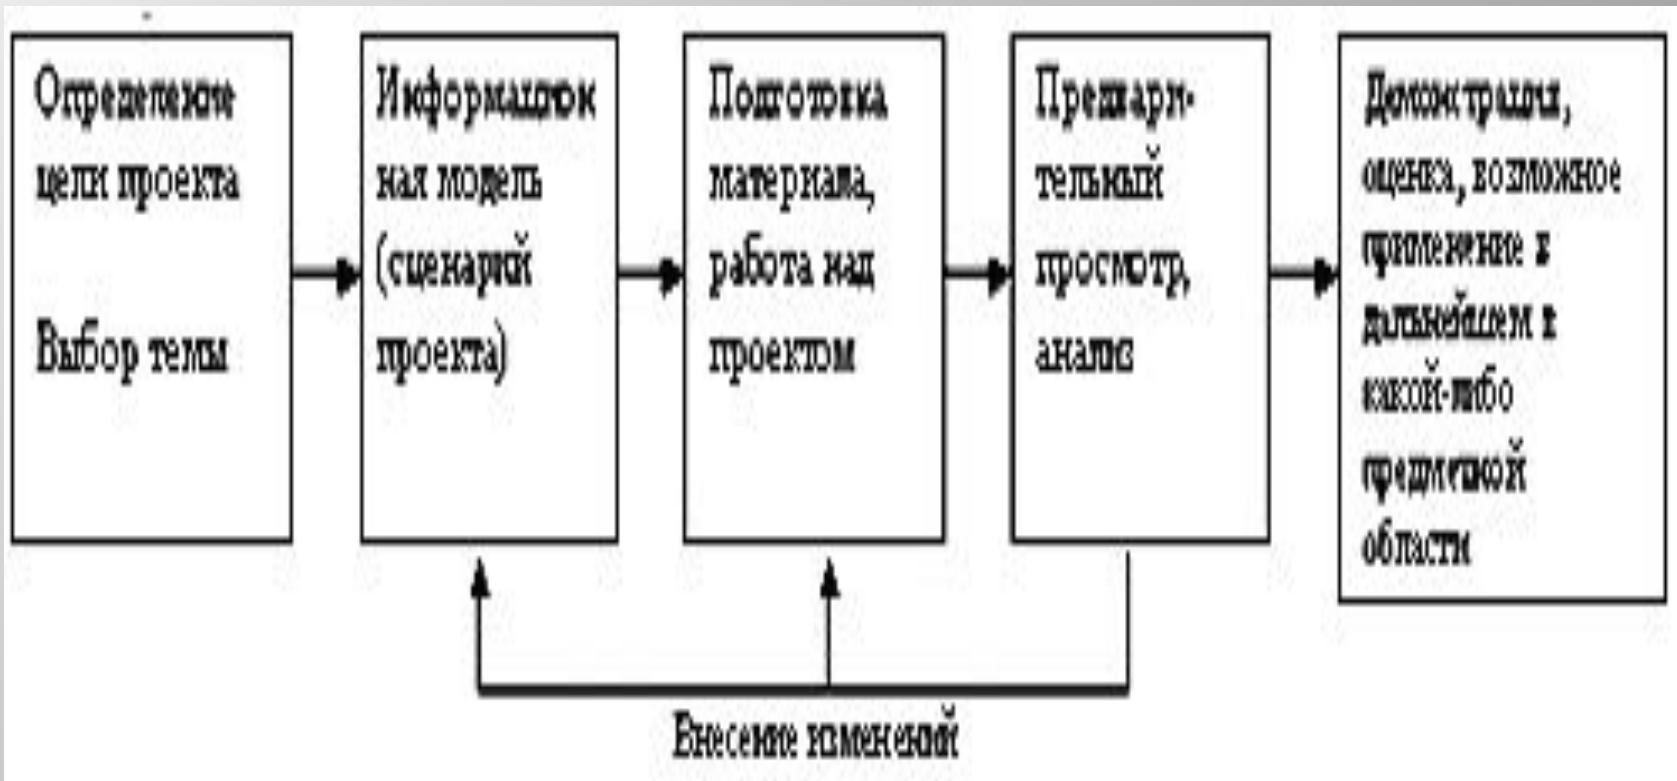 Определение
цели проекта
Выбор темы
Информацион
ная модель
(сценарий
проекта)
Подготовка
материала,
работа над
проектом
Предвари-
тельный
просмотр,
анализ
Демонстрация,
оценка, возможное
применение в
дальнейшем в
какой-либо
предметной
области
Внесение изменений